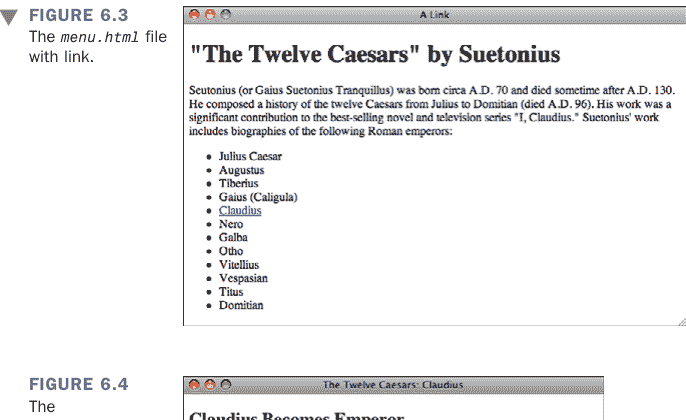 FIGURE 6.3
The menu.html file
with link.
A Link
"The Twelve Caesars" by Suetonius
Seutonius (or Gaius Suetonius Tranquillus) was born circa A.D. 70 and died sometime after A.D. 130.
He composed a history of the twelve Caesars from Julius to Domitian (died A.D. 96). His work was a
significant contribution to the best-selling novel and television series "I, Claudius." Suetonius' work
includes biographies of the following Roman emperors:
Julius Caesar
Augustus
Tiberius
Gaius (Caligula)
Claudius
Nero
Galba
Otho
Vitellius
Vespasian
Titus
Domitian
FIGURE 6.4
The
The Twelve Caesars: Claudius
Claudius Becomes Emperor